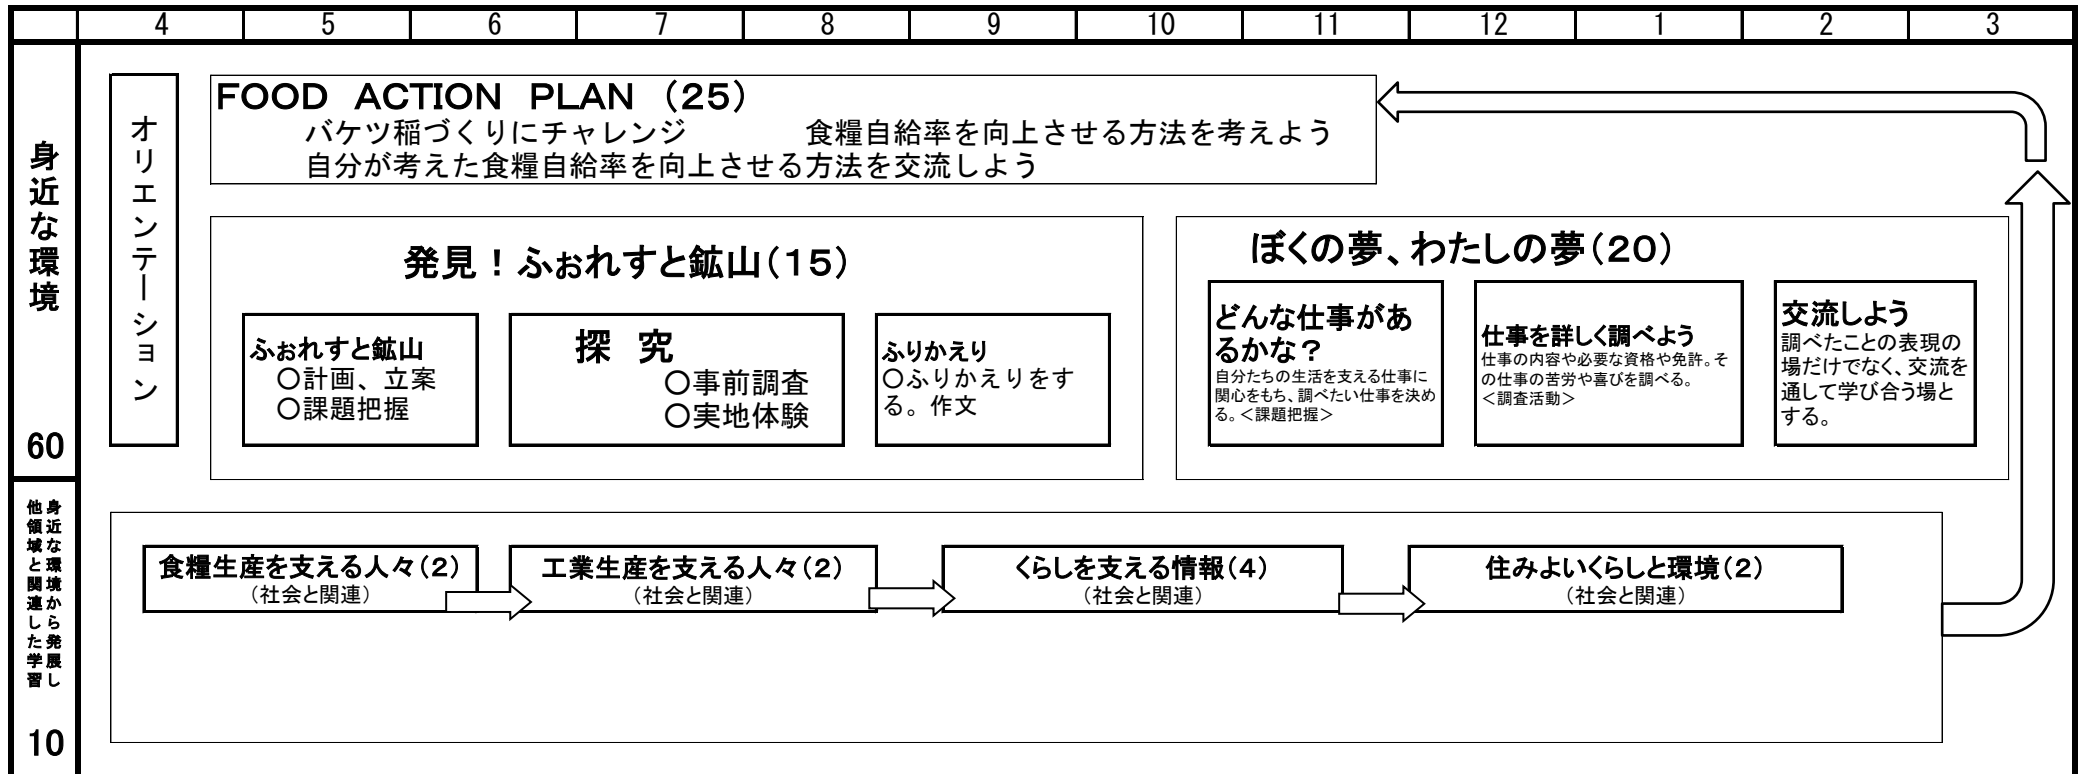 4 5 6 7 8 9 10 11 12 1 2 3
身近な環境
60
オリエンテーション
FOOD ACTION PLAN (25)
バケツ稲づくりにチャレンジ 食糧自給率を向上させる方法を考えよう
自分が考えた食糧自給率を向上させる方法を交流しよう
発見！ふぉれすと鉱山(15)
ふぉれすと鉱山
○計画、立案
○課題把握
探 究
○事前調査
○実地体験
ふりかえり
○ふりかえりをす
る。作文
ぼくの夢、わたしの夢(20)
どんな仕事があ
るかな？
自分たちの生活を支える仕事に
関心をもち、調べたい仕事を決め
る。＜課題把握＞
仕事を詳しく調べよう
仕事の内容や必要な資格や免許。そ
の仕事の苦労や喜びを調べる。
＜調査活動＞
交流しよう
調べたことの表現の
場だけでなく、交流を
通して学び合う場と
する。
身近な環境から発展し
他領域と関連した学習
10
食糧生産を支える人々(2)
(社会と関連)
工業生産を支える人々(2)
(社会と関連)
くらしを支える情報(4)
(社会と関連)
住みよいくらしと環境(2)
(社会と関連)